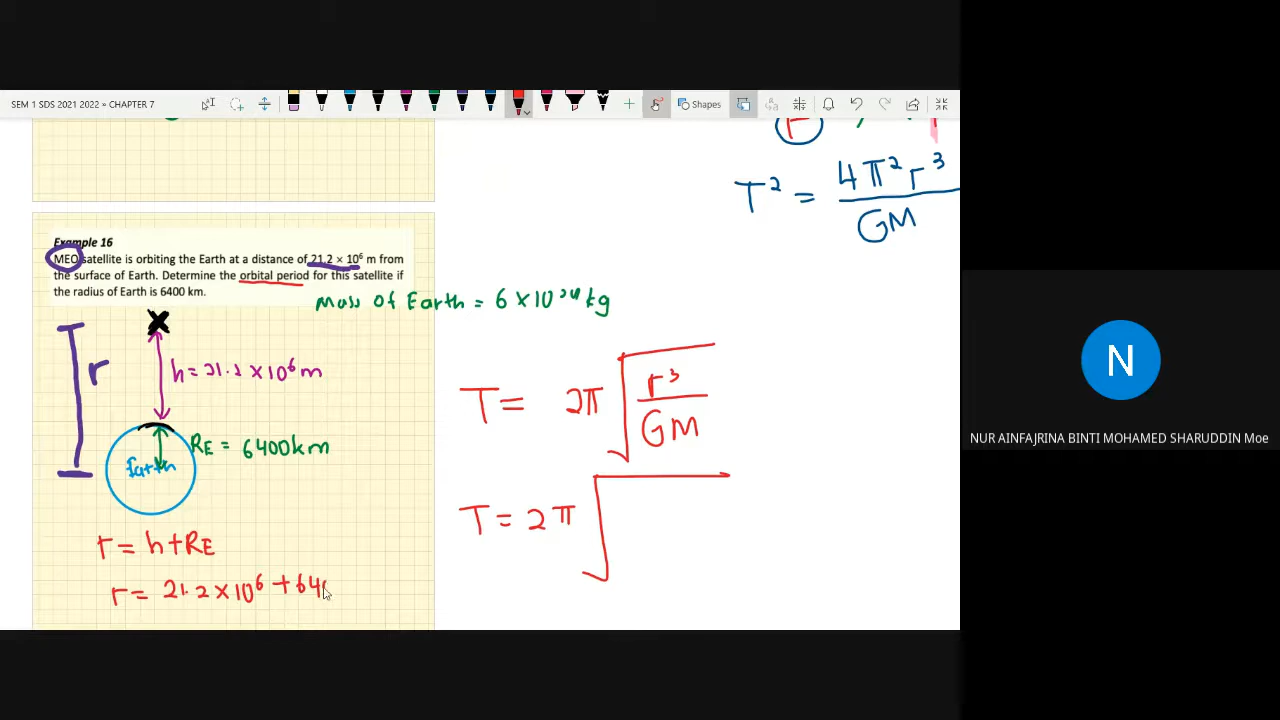 SEM 1 SDS 2021 2022 » CHAPTER 7
Shapes
T² = 4π²r³ / GM
Example 16
MEO satellite is orbiting the Earth at a distance of 21.2 × 10⁶ m from
the surface of Earth. Determine the orbital period for this satellite if
the radius of Earth is 6400 km.
Mass of Earth = 6 × 10²⁴ kg
r
h = 21.2 × 10⁶ m
RE = 6400km
Earth
T = 2π √ r³ / GM
T = 2π √
r = h + RE
r = 21.2 × 10⁶ + 64
N
NUR AINFAJRINA BINTI MOHAMED SHARUDDIN Moe